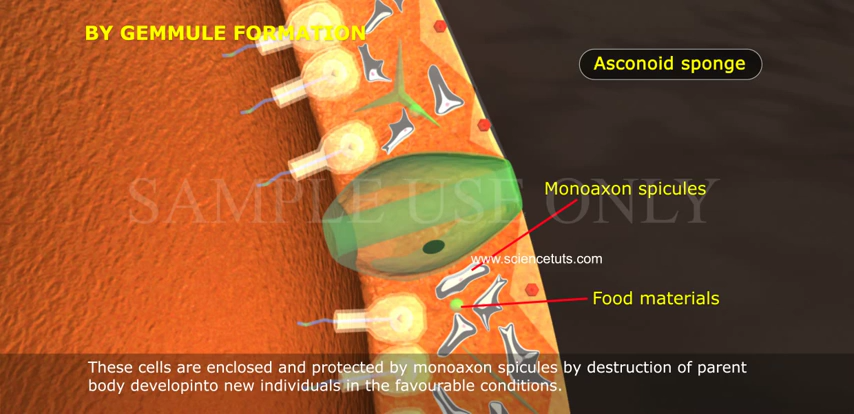 BY GEMMULE FORMATION
Asconoid sponge
SAMPLE USE ONLY
Monoaxon spicules
www.sciencetuts.com
Food materials
These cells are enclosed and protected by monoaxon spicules by destruction of parent
body developinto new individuals in the favourable conditions.